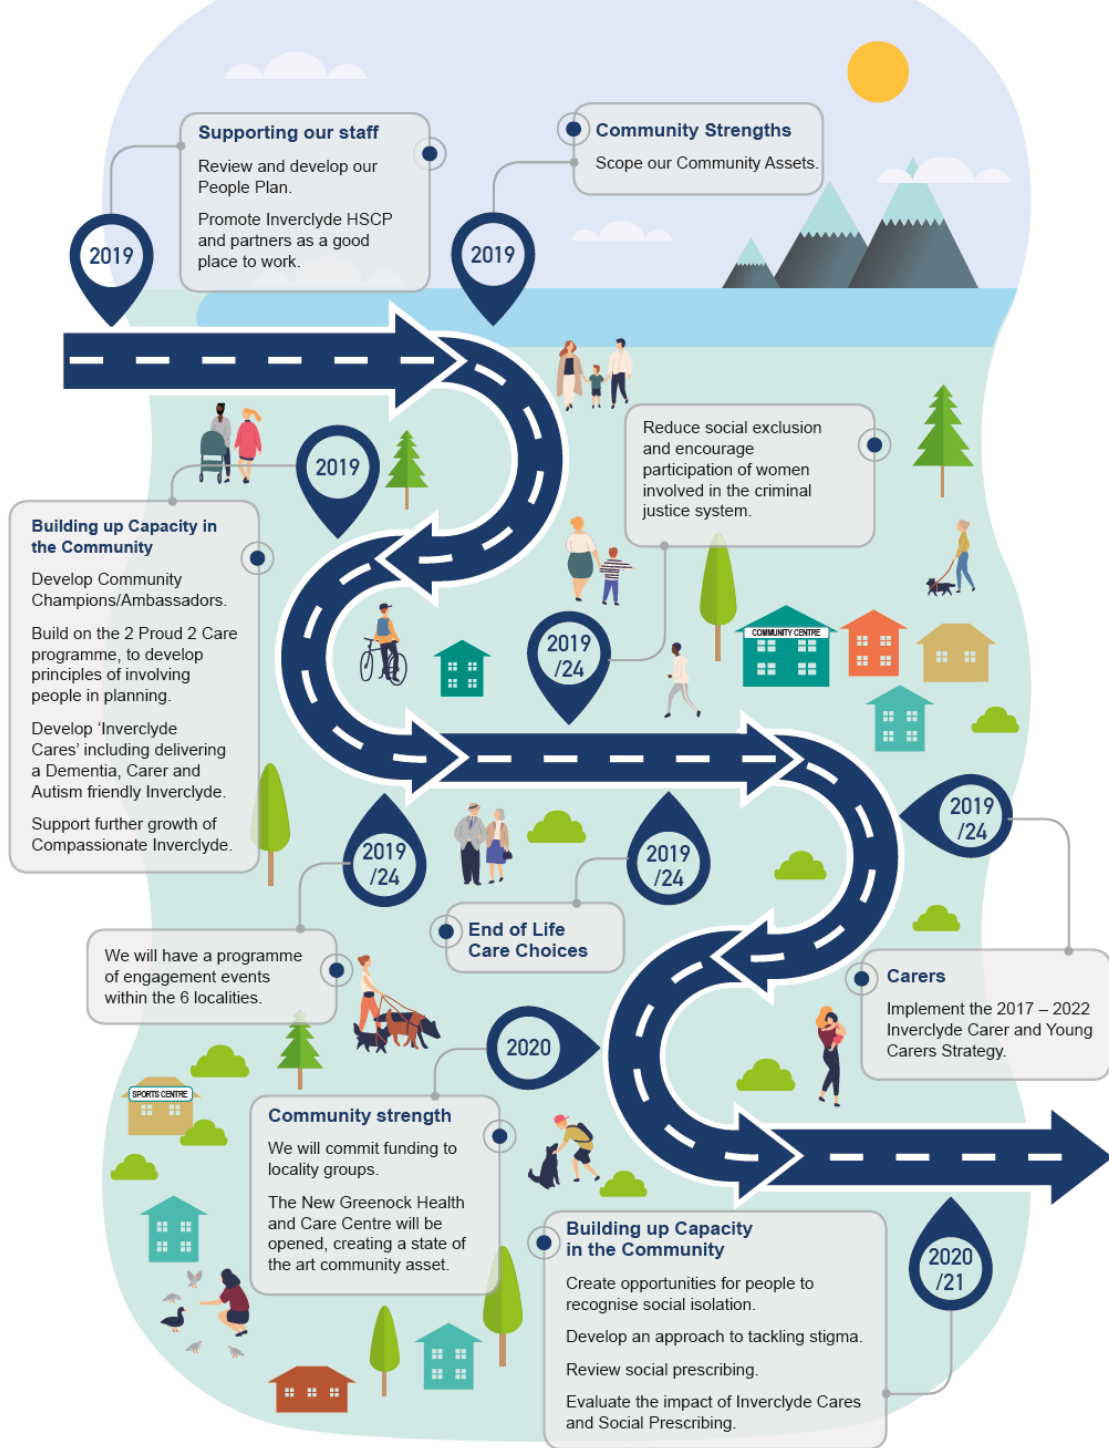 Supporting our staff
Review and develop our
People Plan.
Promote Inverclyde HSCP
and partners as a good
place to work.
2019
Community Strengths
Scope our Community Assets.
2019
2019
Building up Capacity in
the Community
Develop Community
Champions/Ambassadors.
Build on the 2 Proud 2 Care
programme, to develop
principles of involving
people in planning.
Develop ‘Inverclyde
Cares’ including delivering
a Dementia, Carer and
Autism friendly Inverclyde.
Support further growth of
Compassionate Inverclyde.
Reduce social exclusion
and encourage
participation of women
involved in the criminal
justice system.
2019
/24
COMMUNITY CENTRE
2019
/24
We will have a programme
of engagement events
within the 6 localities.
2019
/24
End of Life
Care Choices
2019
/24
Carers
Implement the 2017 – 2022
Inverclyde Carer and Young
Carers Strategy.
2020
SPORTS CENTRE
Community strength
We will commit funding to
locality groups.
The New Greenock Health
and Care Centre will be
opened, creating a state of
the art community asset.
2020
/21
Building up Capacity
in the Community
Create opportunities for people to
recognise social isolation.
Develop an approach to tackling stigma.
Review social prescribing.
Evaluate the impact of Inverclyde Cares
and Social Prescribing.